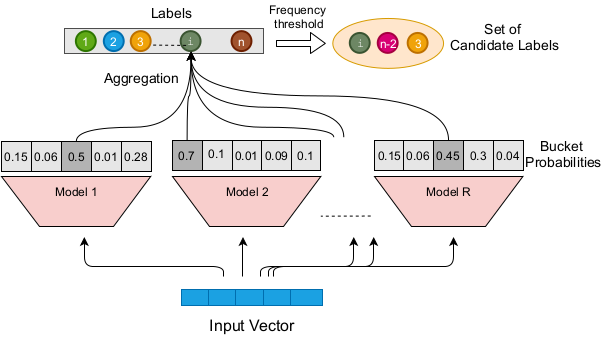 Labels
Frequency
threshold
Set of
Candidate Labels
1 2 3 i n
i n-2 3
Aggregation
0.15 0.06 0.5 0.01 0.28
0.7 0.1 0.01 0.09 0.1
0.15 0.06 0.45 0.3 0.04
Bucket
Probabilities
Model 1
Model 2
Model R
Input Vector